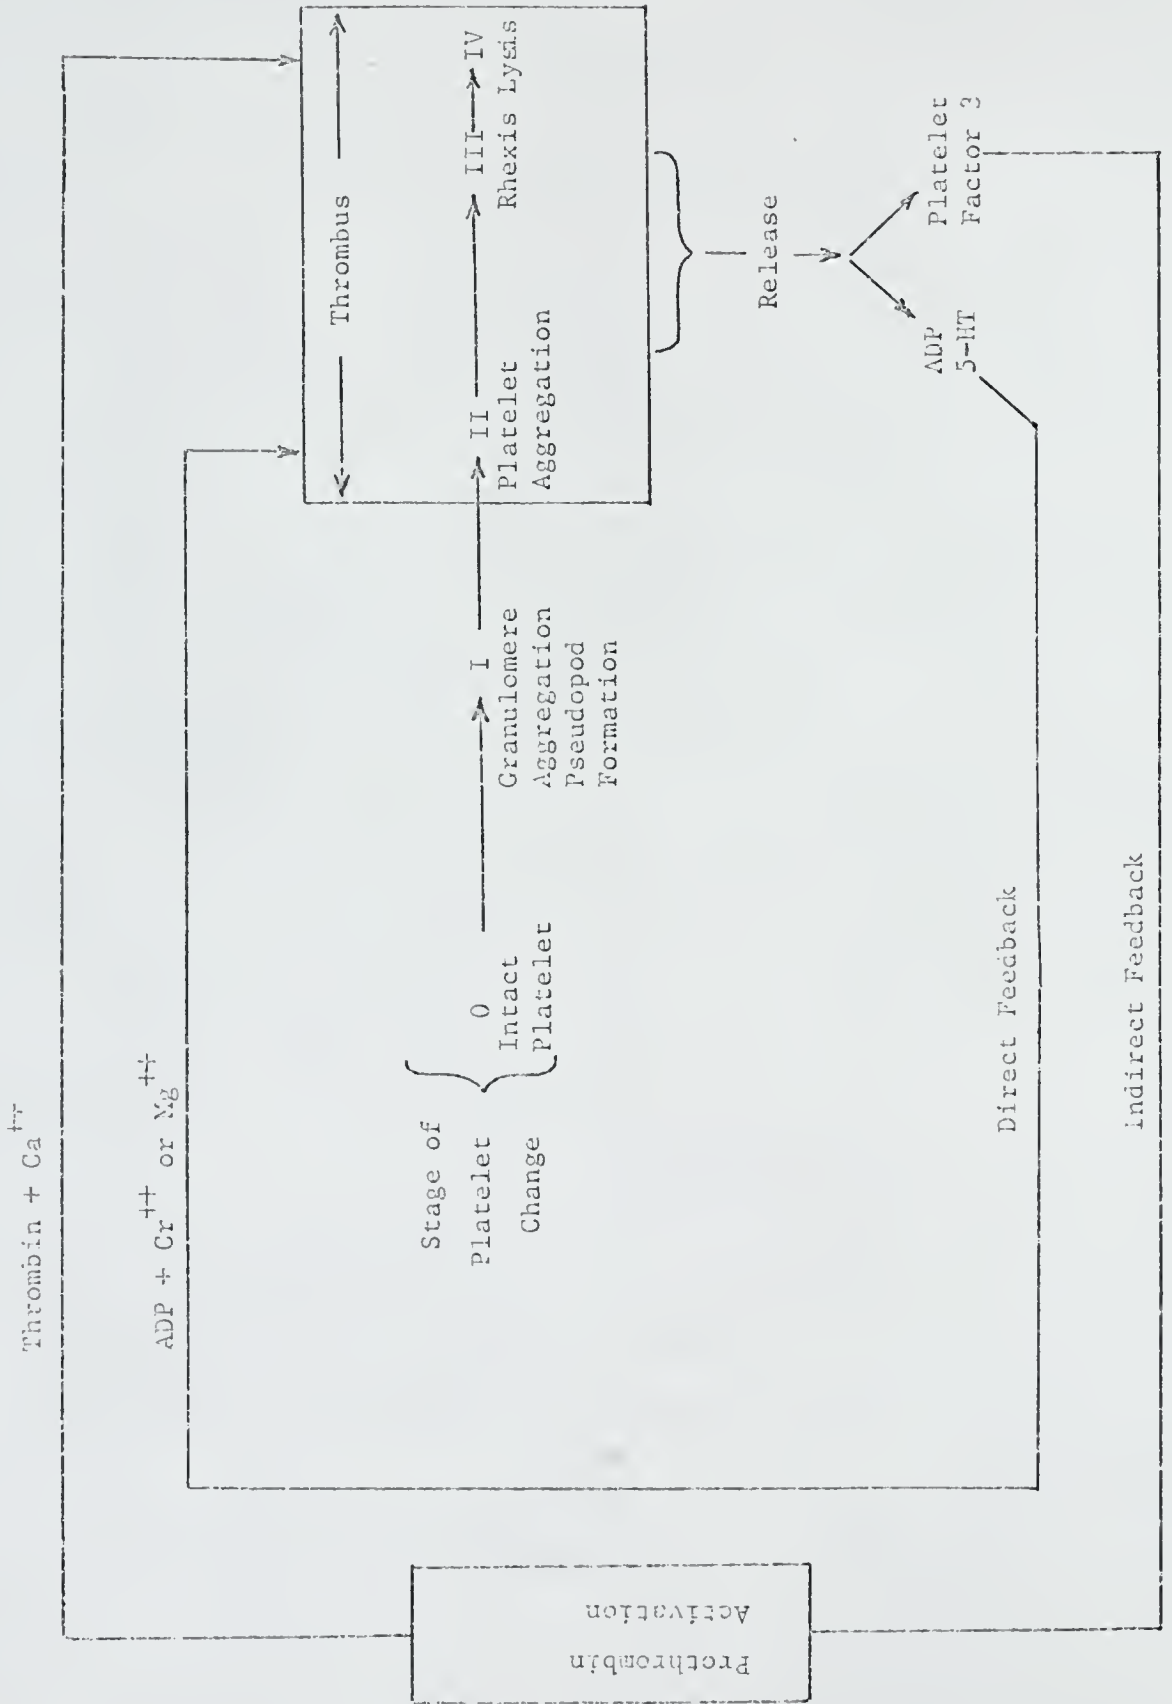 Thrombin + Ca++
ADP + Cr++ or Mg++
Thrombus
Stage of
Platelet
Change
0
Intact
Platelet
I
Granulomere
Aggregation
Pseudopod
Formation
II
Platelet
Aggregation
III
IV
Rhexis Lysis
Release
ADP
5-HT
Platelet
Factor 3
Direct Feedback
Indirect Feedback
Prothrombin
Activation